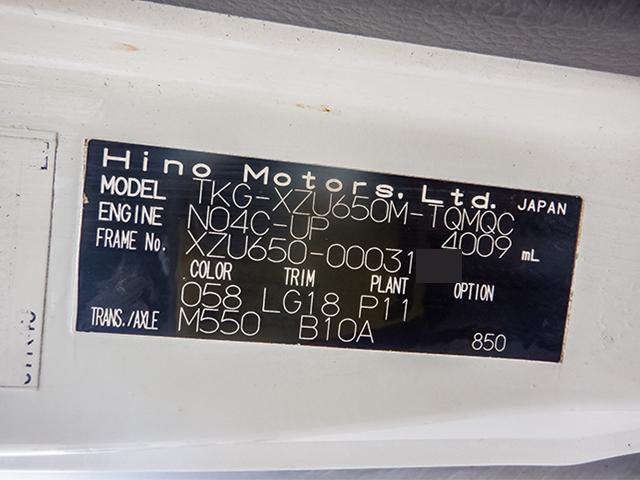 Hino Motors, Ltd. JAPAN
MODEL TKG-XZU650M-TQMQC
ENGINE N04C-UP 4009 mL
FRAME No. XZU650-00031
COLOR TRIM PLANT OPTION
058 LG18 P11
TRANS./AXLE M550 B10A 850